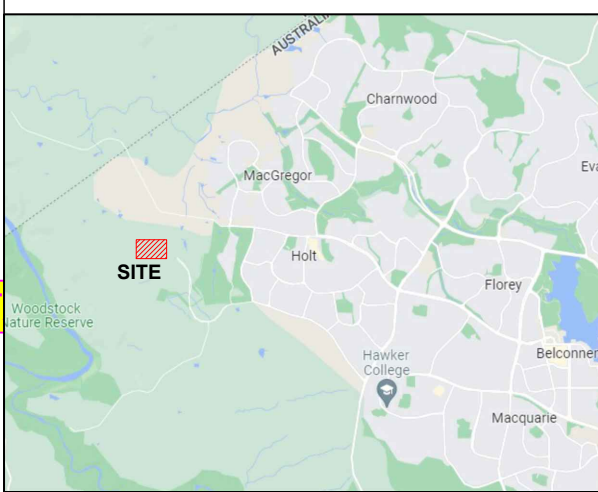 AUSTRALI
Charnwood
MacGregor
Eva
Holt
SITE
Florey
Woodstock
Nature Reserve
Belconnen
Hawker
College
Macquarie